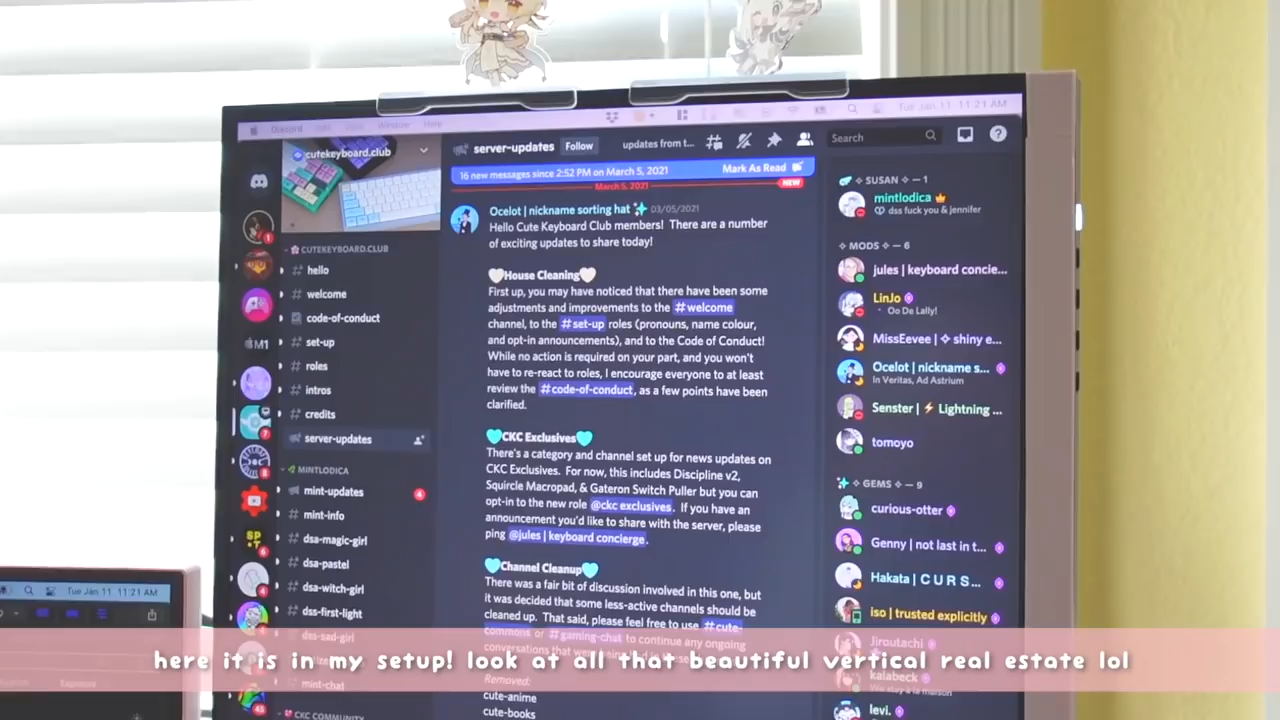 Discord Edit View Window Help
Tue Jan 11 11:21 AM
cutekeyboard.club
CUTEKEYBOARD.CLUB
hello
welcome
code-of-conduct
M1
set-up
roles
intros
credits
server-updates
MINTLODICA
mint-updates
4
mint-info
dsa-magic-girl
dsa-pastel
dsa-witch-girl
dss-first-light
dss-sad-girl
mint-chat
CKC COMMUNITY
server-updates
Follow
updates from t...
Search
16 new messages since 2:52 PM on March 5, 2021
Mark As Read
March 5, 2021
NEW
Ocelot | nickname sorting hat 03/05/2021
Hello Cute Keyboard Club members! There are a number
of exciting updates to share today!
House Cleaning
First up, you may have noticed that there have been some
adjustments and improvements to the #welcome
channel, to the #set-up roles (pronouns, name colour,
and opt-in announcements), and to the Code of Conduct!
While no action is required on your part, and you won't
have to re-react to roles, I encourage everyone to at least
review the #code-of-conduct, as a few points have been
clarified.
CKC Exclusives
There's a category and channel set up for news updates on
CKC Exclusives. For now, this includes Discipline v2,
Squircle Macropad, & Gateron Switch Puller but you can
opt-in to the new role @ckc exclusives. If you have an
announcement you'd like to share with the server, please
ping @jules | keyboard concierge.
Channel Cleanup
There was a fair bit of discussion involved in this one, but
it was decided that some less-active channels should be
cleaned up. That said, please feel free to use #cute-
commons or #gaming-chat to continue any ongoing
conversations that
Removed:
cute-anime
cute-books
SUSAN — 1
mintlodica
dss fuck you & jennifer
MODS — 6
jules | keyboard concie...
LinJo
Oo De Lally!
MissEevee | ✧ shiny e...
Ocelot | nickname s...
In Veritas, Ad Astrium
Senster | ⚡ Lightning ...
tomoyo
GEMS — 9
curious-otter
Genny | not last in t...
Hakata | C U R S ...
iso | trusted explicitly
Jiroutachi
kalabeck
We stay à la maison
levi.
Tue Jan 11 11:21 AM
here it is in my setup! look at all that beautiful vertical real estate lol